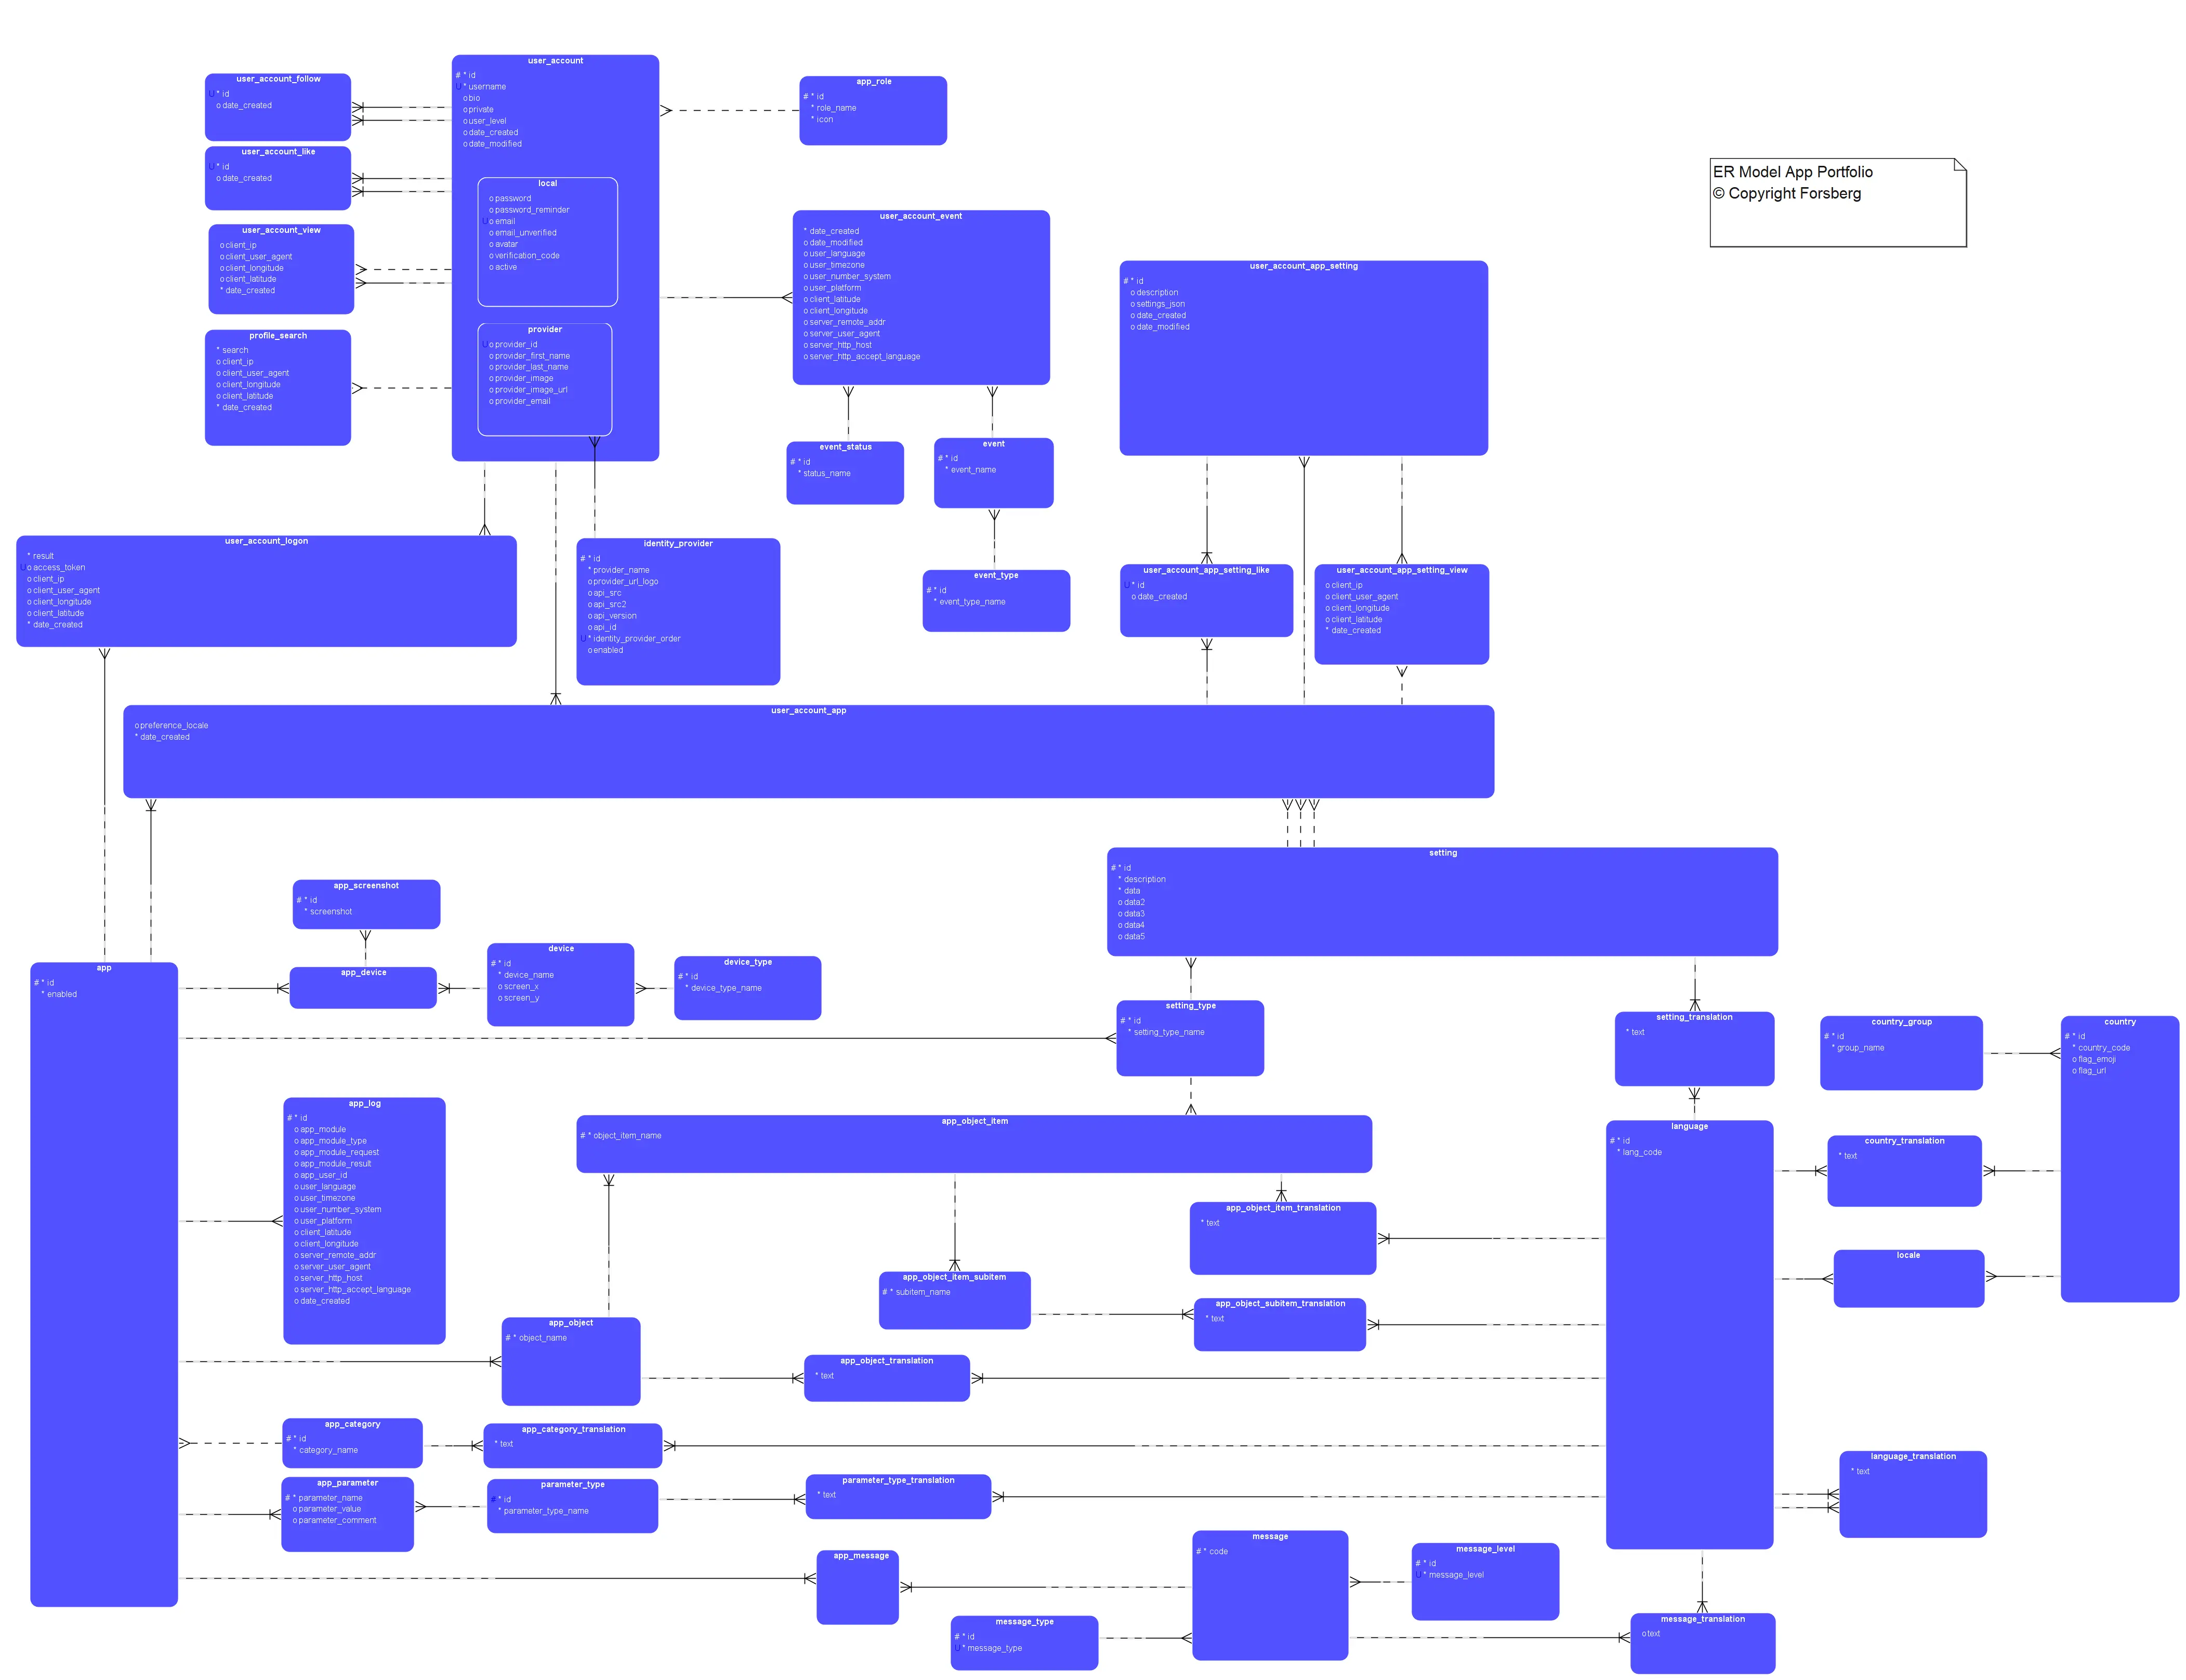 user_account
# * id
U * username
o bio
o private
o user_level
o date_created
o date_modified
local
o password
o password_reminder
U o email
o email_unverified
o avatar
o verification_code
o active
provider
U o provider_id
o provider_first_name
o provider_last_name
o provider_image
o provider_image_url
o provider_email
user_account_follow
U * id
o date_created
user_account_like
U * id
o date_created
user_account_view
o client_ip
o client_user_agent
o client_longitude
o client_latitude
* date_created
profile_search
* search
o client_ip
o client_user_agent
o client_longitude
o client_latitude
* date_created
app_role
# * id
* role_name
* icon
ER Model App Portfolio
© Copyright Forsberg
user_account_event
* date_created
o date_modified
o user_language
o user_timezone
o user_number_system
o user_platform
o client_latitude
o client_longitude
o server_remote_addr
o server_user_agent
o server_http_host
o server_http_accept_language
user_account_app_setting
# * id
o description
o settings_json
o date_created
o date_modified
event_status
# * id
* status_name
event
# * id
* event_name
event_type
# * id
* event_type_name
user_account_logon
* result
U o access_token
o client_ip
o client_user_agent
o client_longitude
o client_latitude
* date_created
identity_provider
# * id
* provider_name
o provider_url_logo
o api_src
o api_src2
o api_version
o api_id
U * identity_provider_order
o enabled
user_account_app_setting_like
U * id
o date_created
user_account_app_setting_view
o client_ip
o client_user_agent
o client_longitude
o client_latitude
* date_created
user_account_app
o preference_locale
* date_created
setting
# * id
* description
* data
o data2
o data3
o data4
o data5
app_screenshot
# * id
* screenshot
app
# * id
* enabled
app_device
device
# * id
* device_name
o screen_x
o screen_y
device_type
# * id
* device_type_name
setting_type
# * id
* setting_type_name
setting_translation
* text
country_group
# * id
* group_name
country
# * id
* country_code
o flag_emoji
o flag_url
app_log
# * id
o app_module
o app_module_type
o app_module_request
o app_module_result
o app_user_id
o user_language
o user_timezone
o user_number_system
o user_platform
o client_latitude
o client_longitude
o server_remote_addr
o server_user_agent
o server_http_host
o server_http_accept_language
o date_created
app_object_item
# * object_item_name
language
# * id
* lang_code
country_translation
* text
app_object_item_translation
* text
locale
app_object_item_subitem
# * subitem_name
app_object_subitem_translation
* text
app_object
# * object_name
app_object_translation
* text
app_category
# * id
* category_name
app_category_translation
* text
language_translation
* text
app_parameter
# * parameter_name
o parameter_value
o parameter_comment
parameter_type
# * id
* parameter_type_name
parameter_type_translation
* text
app_message
message
# * code
message_level
# * id
U * message_level
message_type
# * id
U * message_type
message_translation
o text